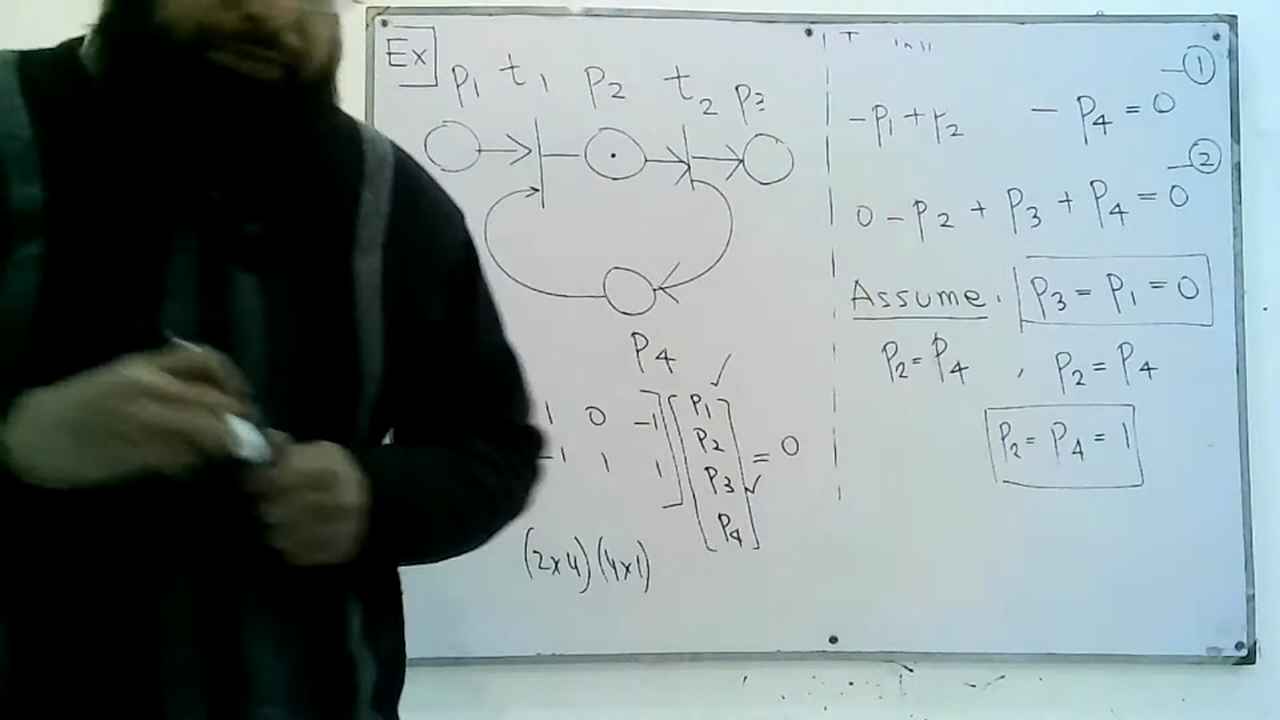 Ex
p1 t1 p2 t2 p3
P4
1 0 -1
-1 1 1
p1
p2
p3
p4
= 0
(2x4)(4x1)
1
-p1 + p2 - p4 = 0
2
0 - p2 + p3 + p4 = 0
Assume. p3 = p1 = 0
p2 = p4 , p2 = p4
p2 = p4 = 1